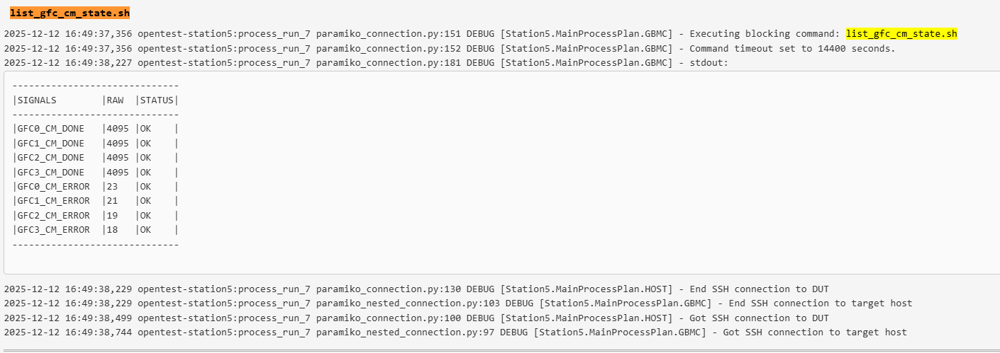 list_gfc_cm_state.sh
2025-12-12 16:49:37,356 opentest-station5:process_run_7 paramiko_connection.py:151 DEBUG [Station5.MainProcessPlan.GBMC] - Executing blocking command: list_gfc_cm_state.sh
2025-12-12 16:49:37,356 opentest-station5:process_run_7 paramiko_connection.py:152 DEBUG [Station5.MainProcessPlan.GBMC] - Command timeout set to 14400 seconds.
2025-12-12 16:49:38,227 opentest-station5:process_run_7 paramiko_connection.py:181 DEBUG [Station5.MainProcessPlan.GBMC] - stdout:
------------------------------
|SIGNALS        |RAW  |STATUS|
------------------------------
|GFC0_CM_DONE   |4095 |OK    |
|GFC1_CM_DONE   |4095 |OK    |
|GFC2_CM_DONE   |4095 |OK    |
|GFC3_CM_DONE   |4095 |OK    |
|GFC0_CM_ERROR  |23   |OK    |
|GFC1_CM_ERROR  |21   |OK    |
|GFC2_CM_ERROR  |19   |OK    |
|GFC3_CM_ERROR  |18   |OK    |
------------------------------
2025-12-12 16:49:38,229 opentest-station5:process_run_7 paramiko_connection.py:130 DEBUG [Station5.MainProcessPlan.HOST] - End SSH connection to DUT
2025-12-12 16:49:38,229 opentest-station5:process_run_7 paramiko_nested_connection.py:103 DEBUG [Station5.MainProcessPlan.GBMC] - End SSH connection to target host
2025-12-12 16:49:38,499 opentest-station5:process_run_7 paramiko_connection.py:100 DEBUG [Station5.MainProcessPlan.HOST] - Got SSH connection to DUT
2025-12-12 16:49:38,744 opentest-station5:process_run_7 paramiko_nested_connection.py:97 DEBUG [Station5.MainProcessPlan.GBMC] - Got SSH connection to target host